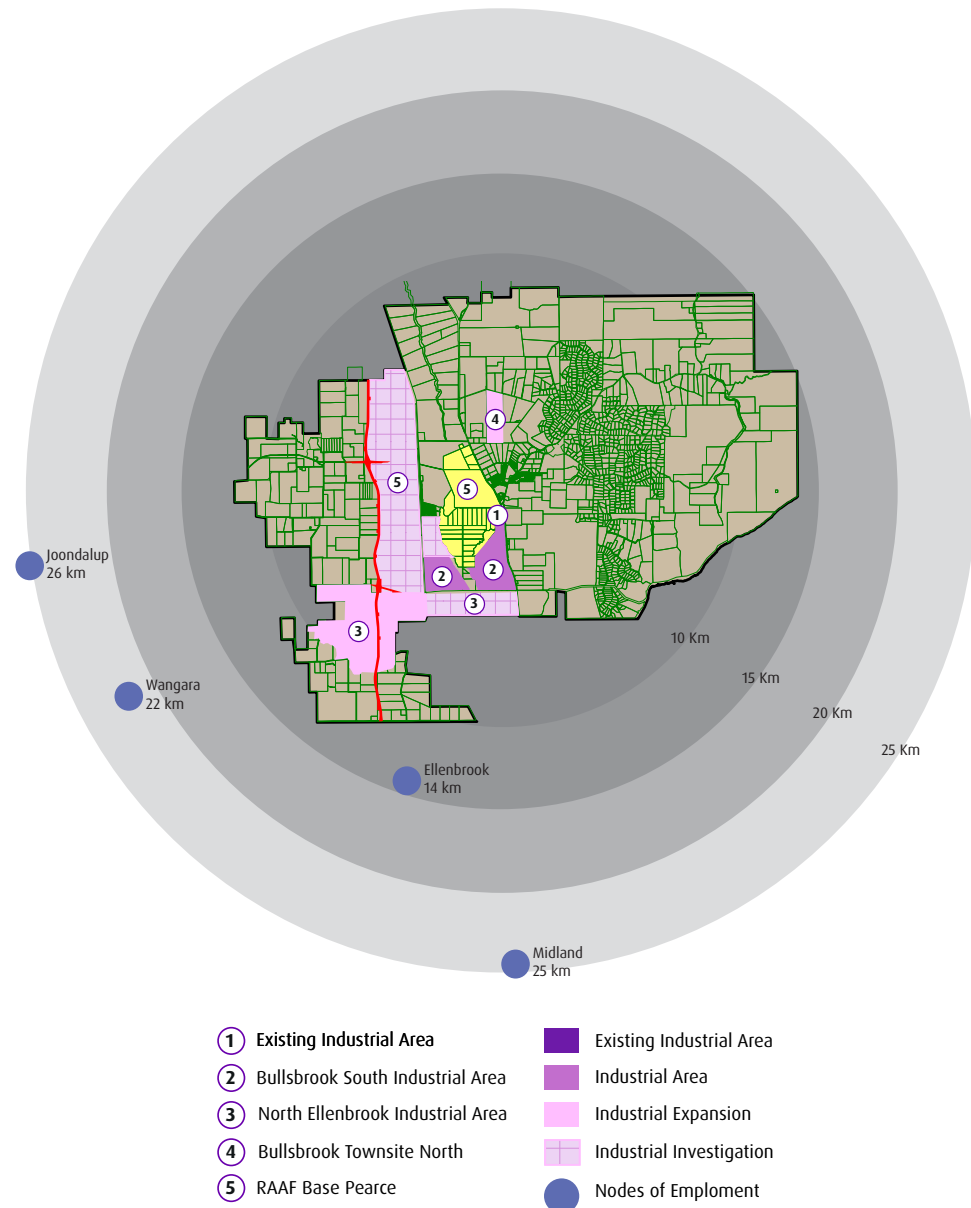 4
5
5
1
2
2
3
3
Joondalup
26 km
10 Km
15 Km
Wangara
22 km
20 Km
25 Km
Ellenbrook
14 km
Midland
25 km
1 Existing Industrial Area
2 Bullsbrook South Industrial Area
3 North Ellenbrook Industrial Area
4 Bullsbrook Townsite North
5 RAAF Base Pearce
Existing Industrial Area
Industrial Area
Industrial Expansion
Industrial Investigation
Nodes of Emploment